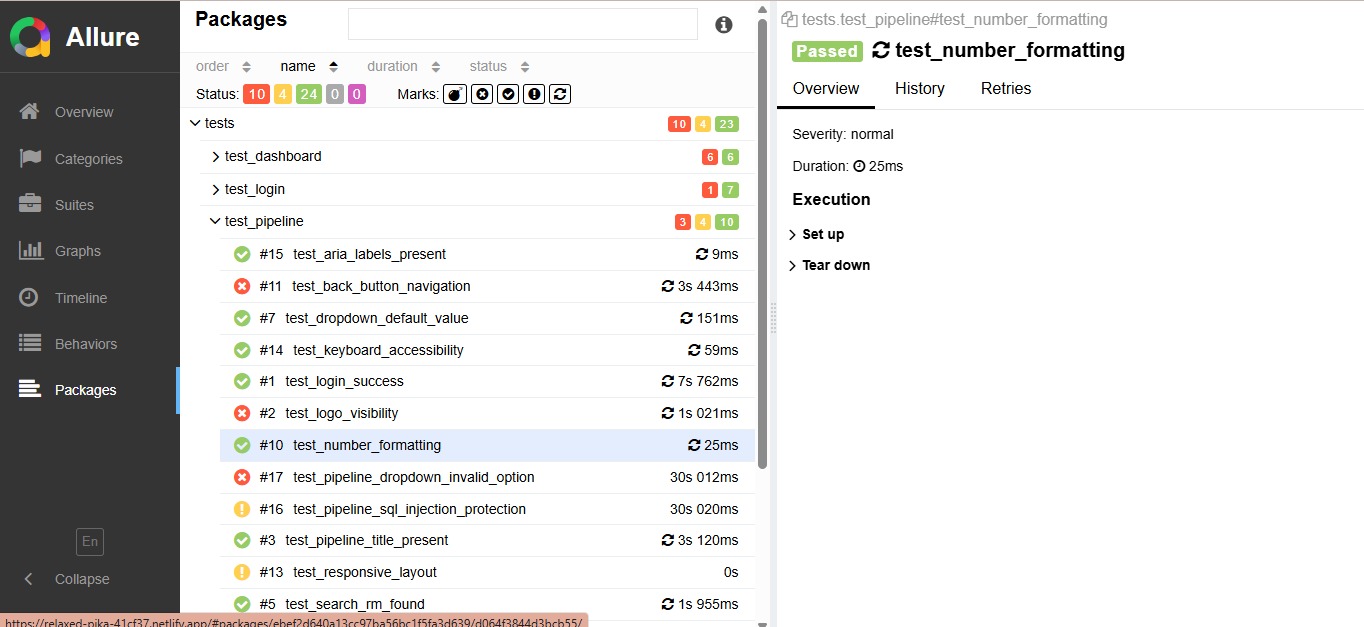 Allure
Overview
Categories
Suites
Graphs
Timeline
Behaviors
Packages
En
Collapse
Packages
order name duration status
Status: 10 4 24 0 0 Marks:
tests 10 4 23
test_dashboard 6 6
test_login 1 7
test_pipeline 3 4 10
#15 test_aria_labels_present 9ms
#11 test_back_button_navigation 3s 443ms
#7 test_dropdown_default_value 151ms
#14 test_keyboard_accessibility 59ms
#1 test_login_success 7s 762ms
#2 test_logo_visibility 1s 021ms
#10 test_number_formatting 25ms
#17 test_pipeline_dropdown_invalid_option 30s 012ms
#16 test_pipeline_sql_injection_protection 30s 020ms
#3 test_pipeline_title_present 3s 120ms
#13 test_responsive_layout 0s
#5 test_search_rm_found 1s 955ms
https://relaxed-pika-41cf37.netlify.app/#packages/ebef2d640a13cc97ba56bc1f5fa3d639/d064f3844d3bcb55/
tests.test_pipeline#test_number_formatting
Passed test_number_formatting
Overview History Retries
Severity: normal
Duration: 25ms
Execution
Set up
Tear down